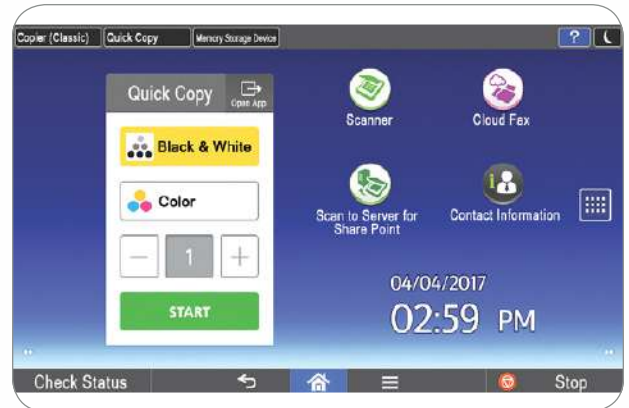 Copier (Classic)
Quick Copy
Memory Storage Device
?
Quick Copy
Open App
Black & White
Color
1
START
Scanner
Cloud Fax
Scan to Server for
Share Point
Contact Information
04/04/2017
02:59 PM
Check Status
Stop